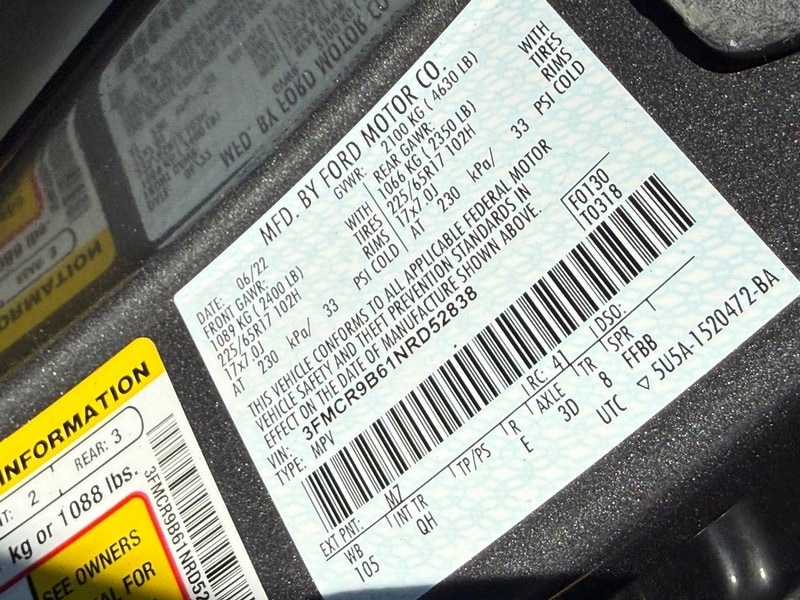 MFD. BY FORD MOTOR CO.
DATE: 06/22 GVWR: 2100 KG ( 4630 LB)
FRONT GAWR: REAR GAWR:
1089 KG ( 2400 LB) WITH 1066 KG ( 2350 LB) WITH
225/65R17 102H TIRES 225/65R17 102H TIRES
17x7.0J RIMS 17x7.0J RIMS
AT 230 kPa/ 33 PSI COLD AT 230 kPa/ 33 PSI COLD
THIS VEHICLE CONFORMS TO ALL APPLICABLE FEDERAL MOTOR
VEHICLE SAFETY AND THEFT PREVENTION STANDARDS IN
EFFECT ON THE DATE OF MANUFACTURE SHOWN ABOVE.
VIN: 3FMCR9B61NRD52838 F0130
TYPE: MPV T0318
EXT PNT: M7 RC: 41 DSO:
WB INT TR TP/PS R AXLE TR SPR
105 QH E 3D 8 FFBB
UTC ▽5U5A-1520472-BA
INFORMATION
NT: 2 REAR: 3
kg or 1088 lbs.
SEE OWNERS
FOR
3FMCR9B61NRD52